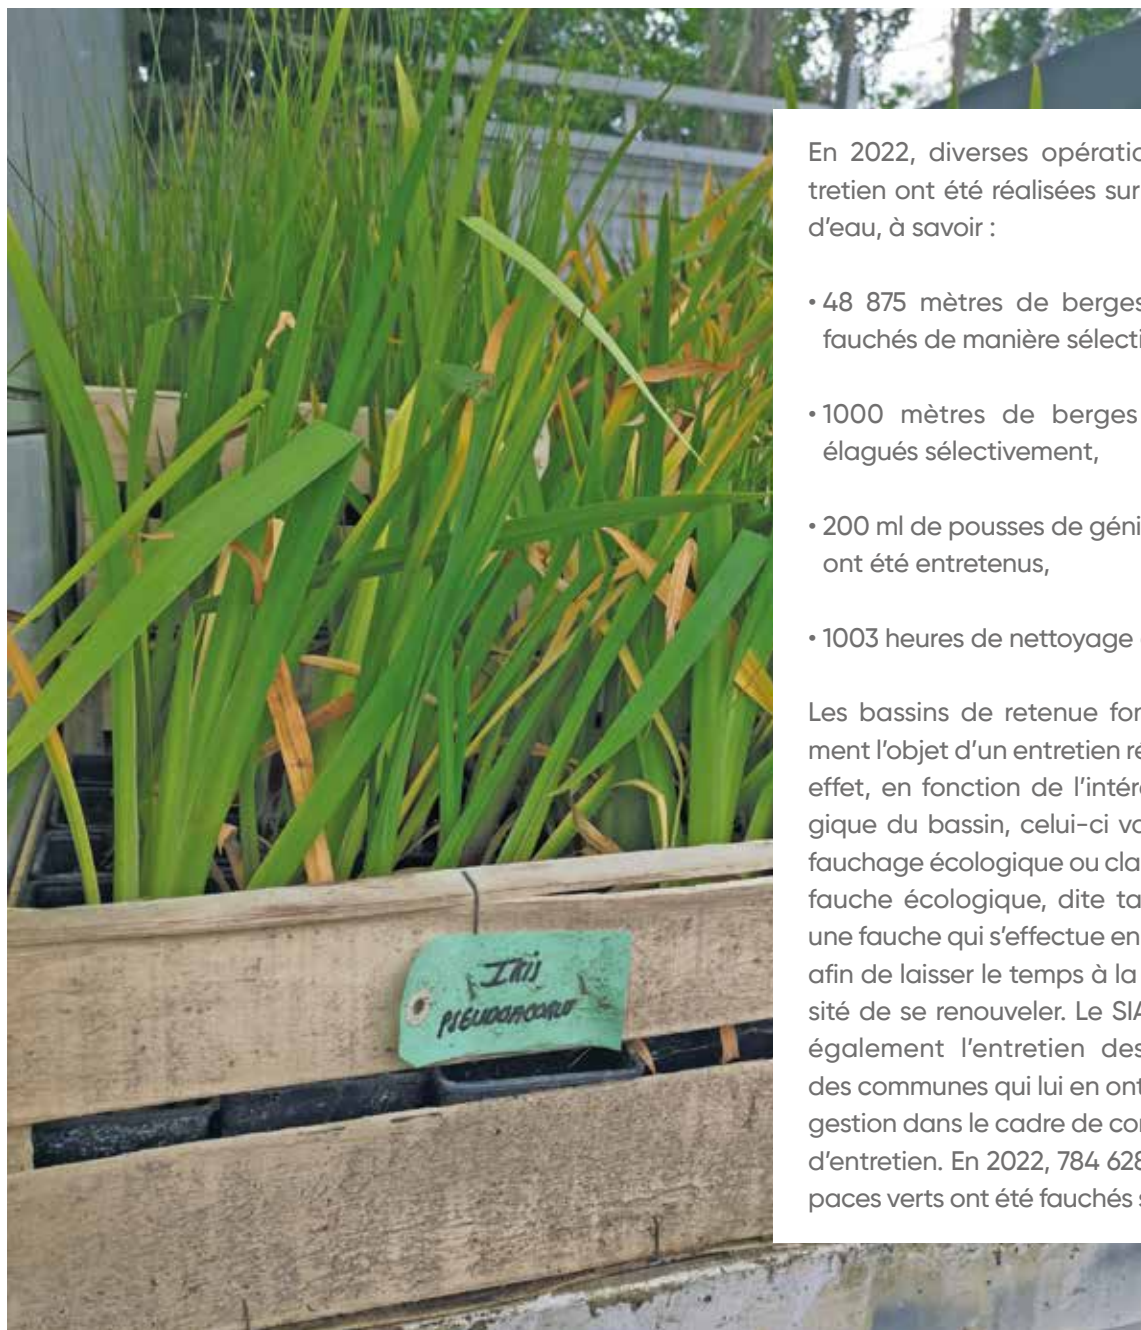 Iris
PSEUDOACORUS
En 2022, diverses opératio
tretien ont été réalisées sur
d'eau, à savoir :
• 48 875 mètres de berges
fauchés de manière sélecti
• 1000 mètres de berges
élagués sélectivement,
• 200 ml de pousses de géni
ont été entretenus,
• 1003 heures de nettoyage
Les bassins de retenue for
ment l'objet d'un entretien ré
effet, en fonction de l'intér
gique du bassin, celui-ci va
fauchage écologique ou cla
fauche écologique, dite ta
une fauche qui s'effectue en
afin de laisser le temps à la
sité de se renouveler. Le SIA
également l'entretien des
des communes qui lui en ont
gestion dans le cadre de co
d'entretien. En 2022, 784 628
paces verts ont été fauchés s